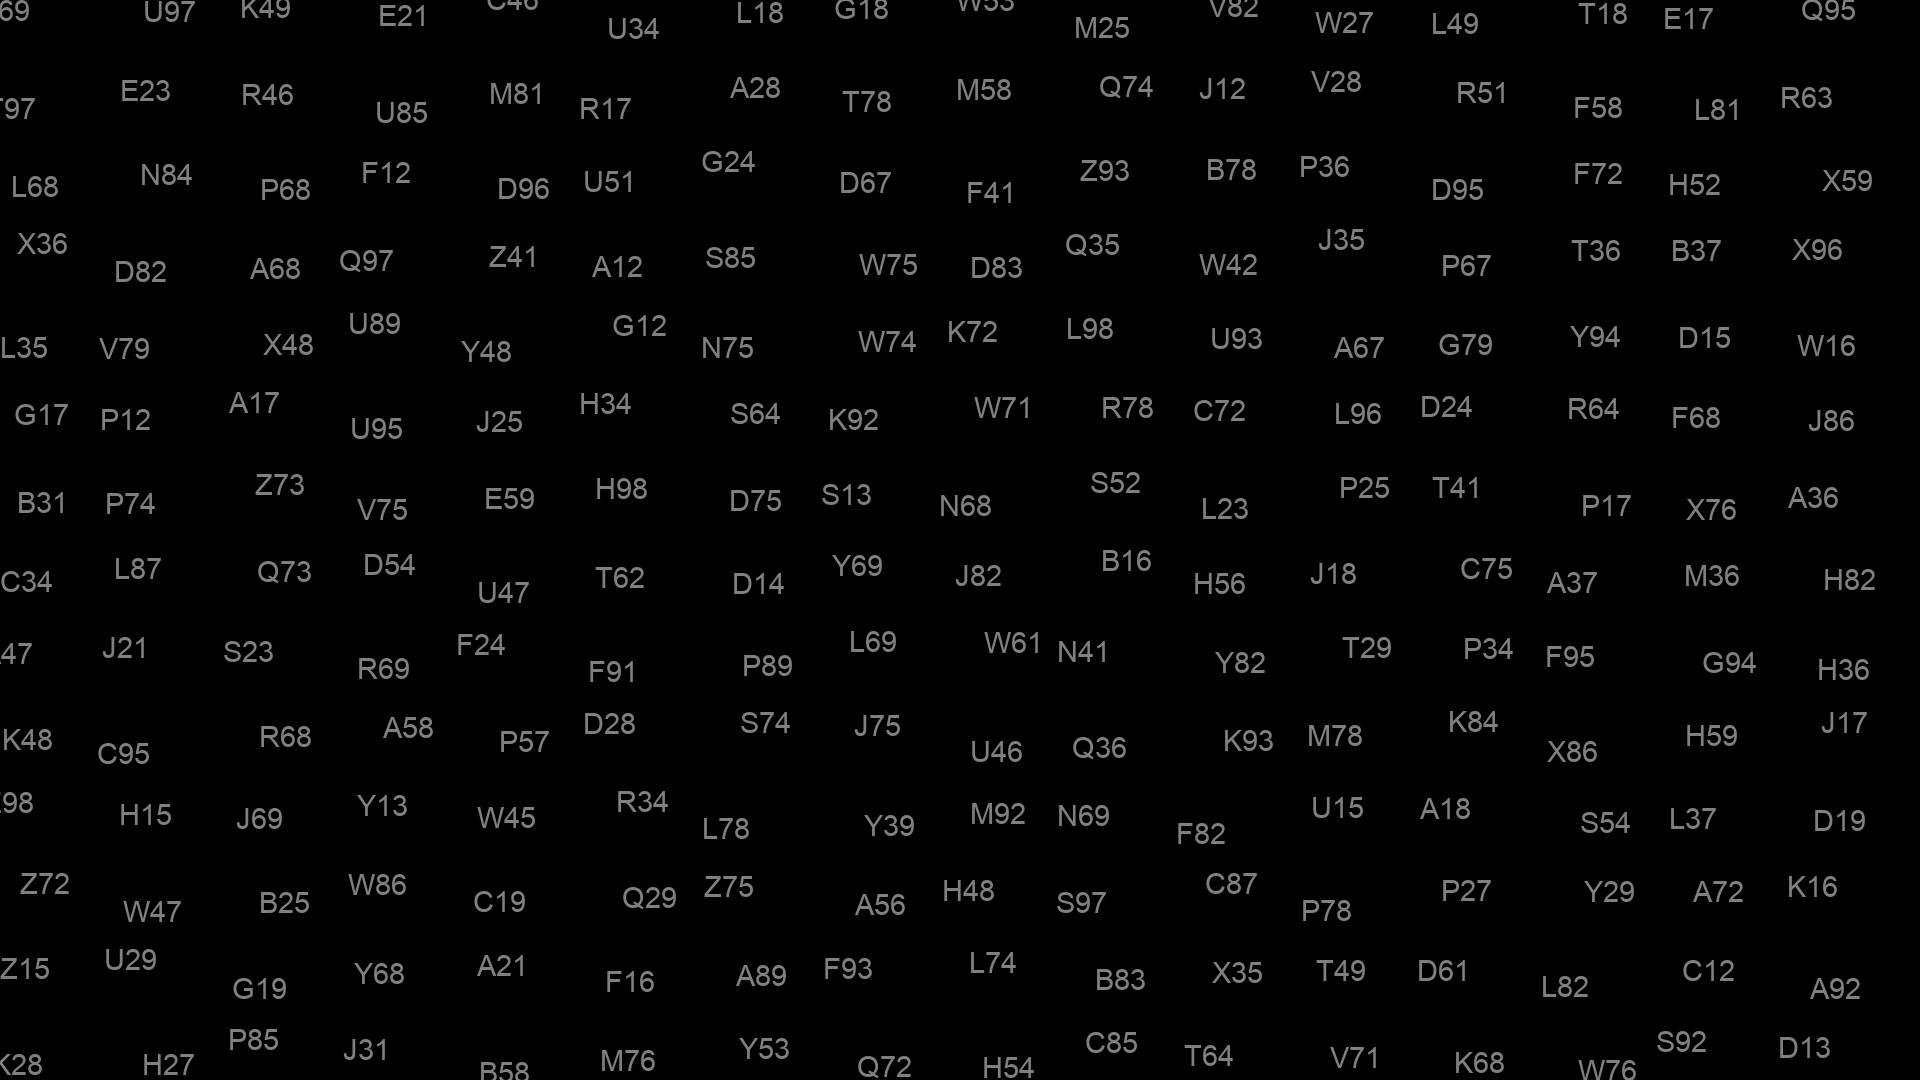 69 U97 K49 E21 C46 U34 L18 G18 W53 M25 V82 W27 L49 T18 E17 Q95
97 E23 R46 U85 M81 R17 A28 T78 M58 Q74 J12 V28 R51 F58 L81 R63
L68 N84 P68 F12 D96 U51 G24 D67 F41 Z93 B78 P36 D95 F72 H52 X59
X36 D82 A68 Q97 Z41 A12 S85 W75 D83 Q35 W42 J35 P67 T36 B37 X96
L35 V79 X48 U89 Y48 G12 N75 W74 K72 L98 U93 A67 G79 Y94 D15 W16
G17 P12 A17 U95 J25 H34 S64 K92 W71 R78 C72 L96 D24 R64 F68 J86
B31 P74 Z73 V75 E59 H98 D75 S13 N68 S52 L23 P25 T41 P17 X76 A36
C34 L87 Q73 D54 U47 T62 D14 Y69 J82 B16 H56 J18 C75 A37 M36 H82
47 J21 S23 R69 F24 F91 P89 L69 W61 N41 Y82 T29 P34 F95 G94 H36
K48 C95 R68 A58 P57 D28 S74 J75 U46 Q36 K93 M78 K84 X86 H59 J17
98 H15 J69 Y13 W45 R34 L78 Y39 M92 N69 F82 U15 A18 S54 L37 D19
Z72 W47 B25 W86 C19 Q29 Z75 A56 H48 S97 C87 P78 P27 Y29 A72 K16
Z15 U29 G19 Y68 A21 F16 A89 F93 L74 B83 X35 T49 D61 L82 C12 A92
K28 H27 P85 J31 B58 M76 Y53 Q72 H54 C85 T64 V71 K68 W76 S92 D13